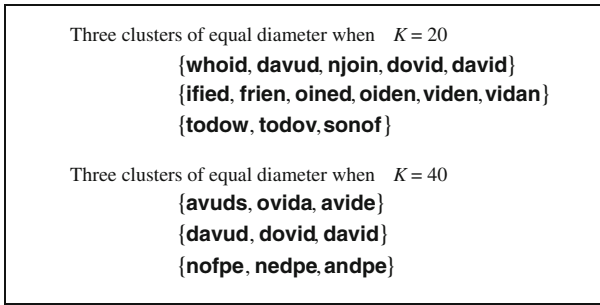 Three clusters of equal diameter when K = 20
{whoid, davud, njoin, dovid, david}
{ified, frien, oined, oiden, viden, vidan}
{todow, todov, sonof}
Three clusters of equal diameter when K = 40
{avuds, ovida, avide}
{davud, dovid, david}
{nofpe, nedpe, andpe}